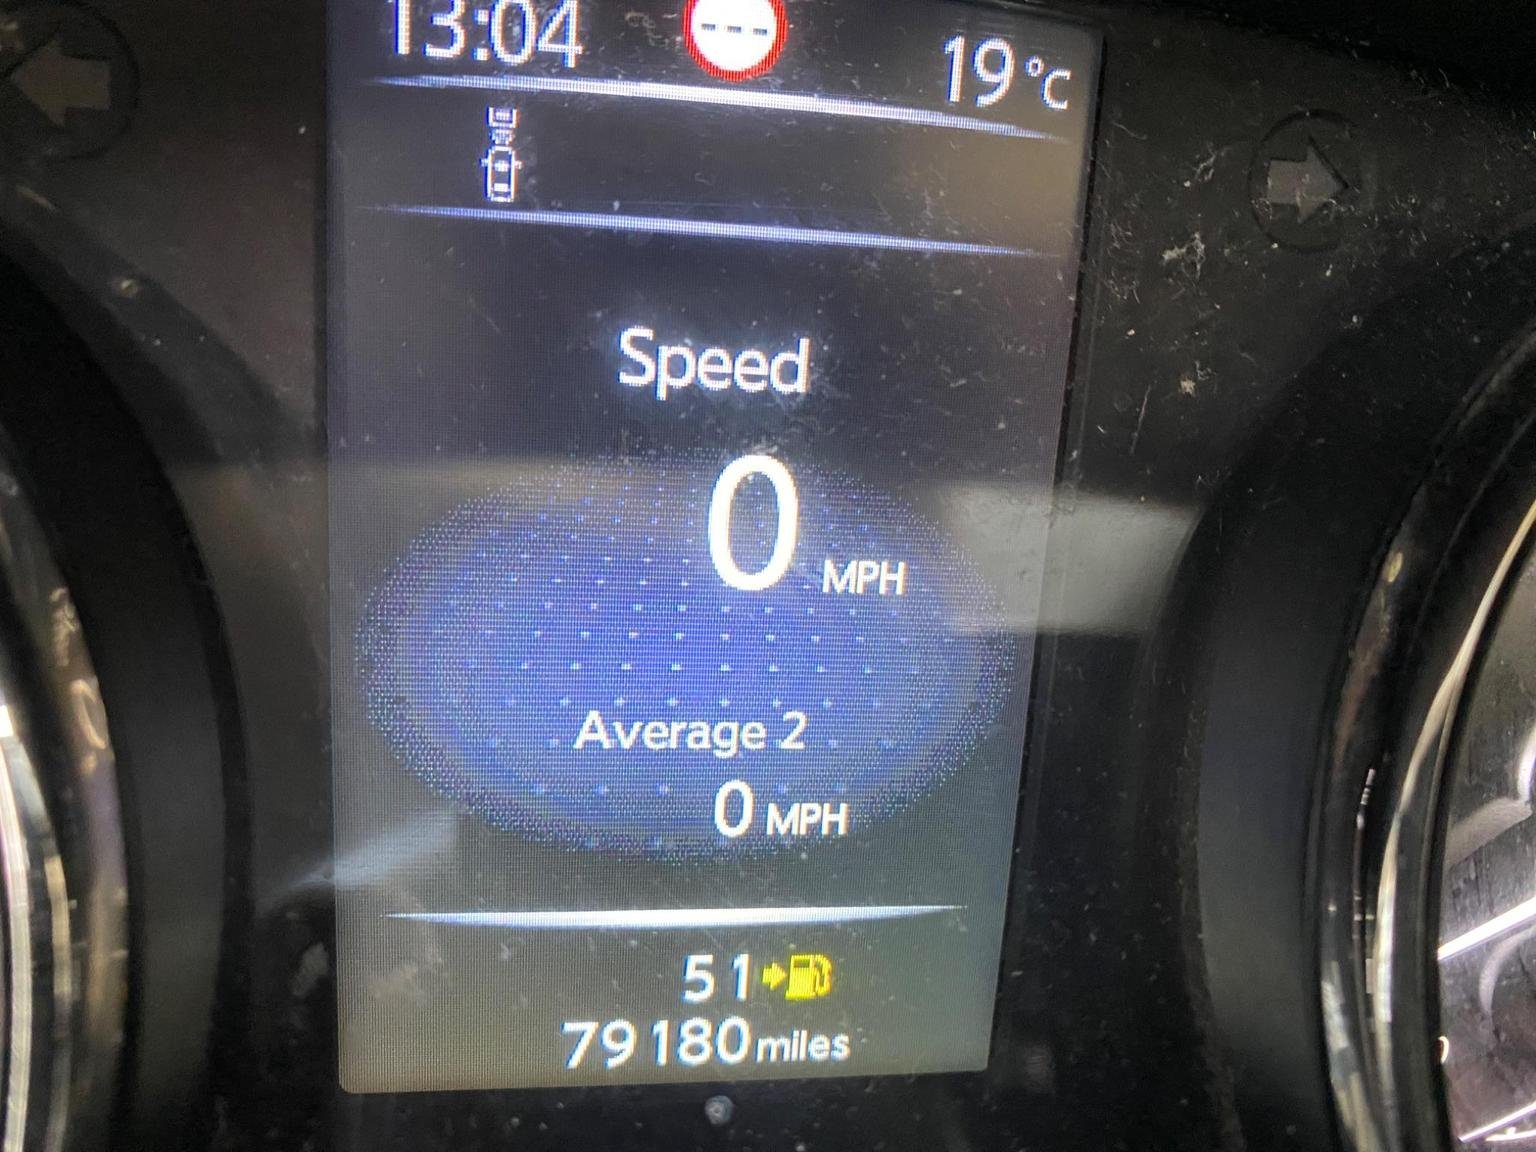 13:04 --- 19°C
Speed
0 MPH
Average 2
0 MPH
51
79180 miles